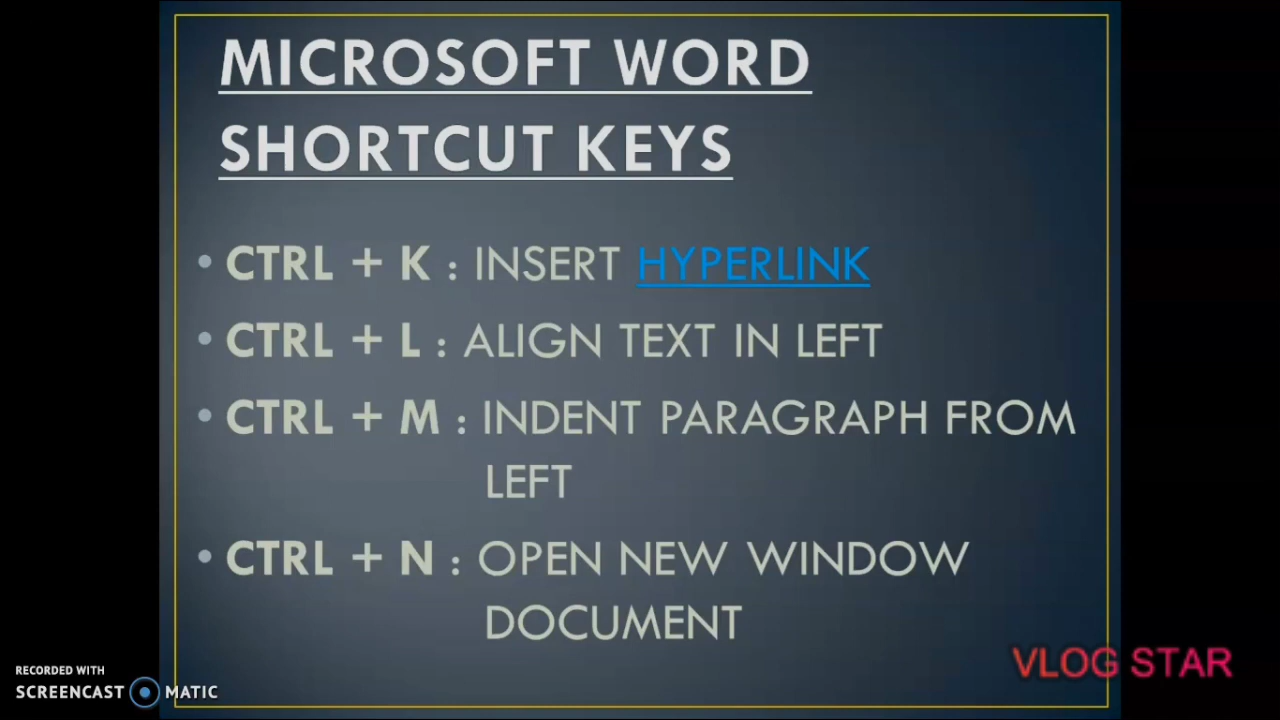 MICROSOFT WORD
SHORTCUT KEYS
• CTRL + K : INSERT HYPERLINK
• CTRL + L : ALIGN TEXT IN LEFT
• CTRL + M : INDENT PARAGRAPH FROM
LEFT
• CTRL + N : OPEN NEW WINDOW
DOCUMENT
VLOG STAR
RECORDED WITH
SCREENCAST MATIC